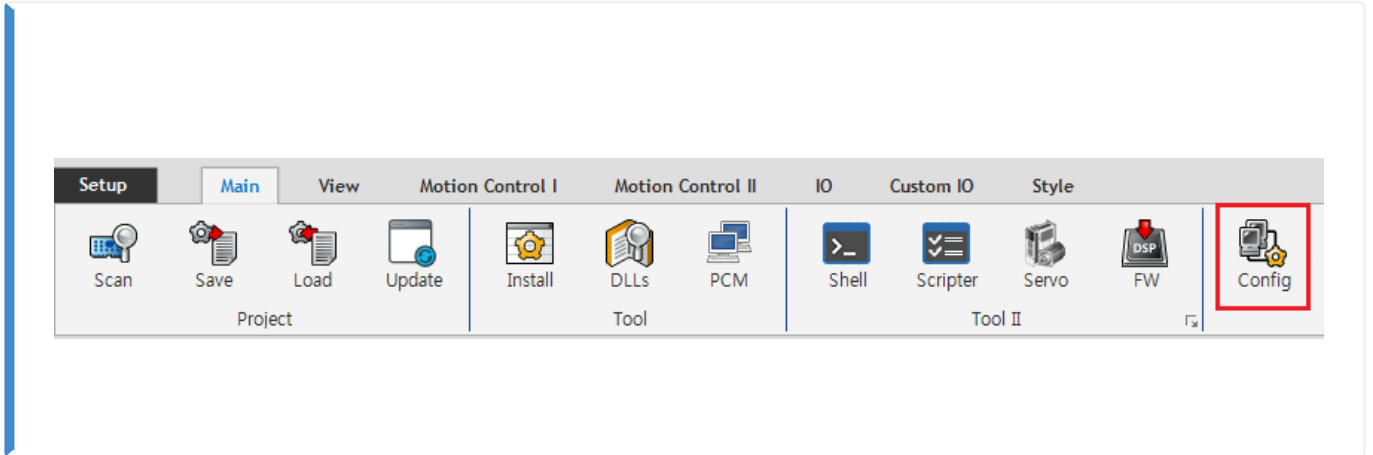 Setup Main View Motion Control I Motion Control II IO Custom IO Style
DSP
Scan Save Load Update Install DLLs PCM Shell Scripter Servo FW Config
Project Tool Tool II